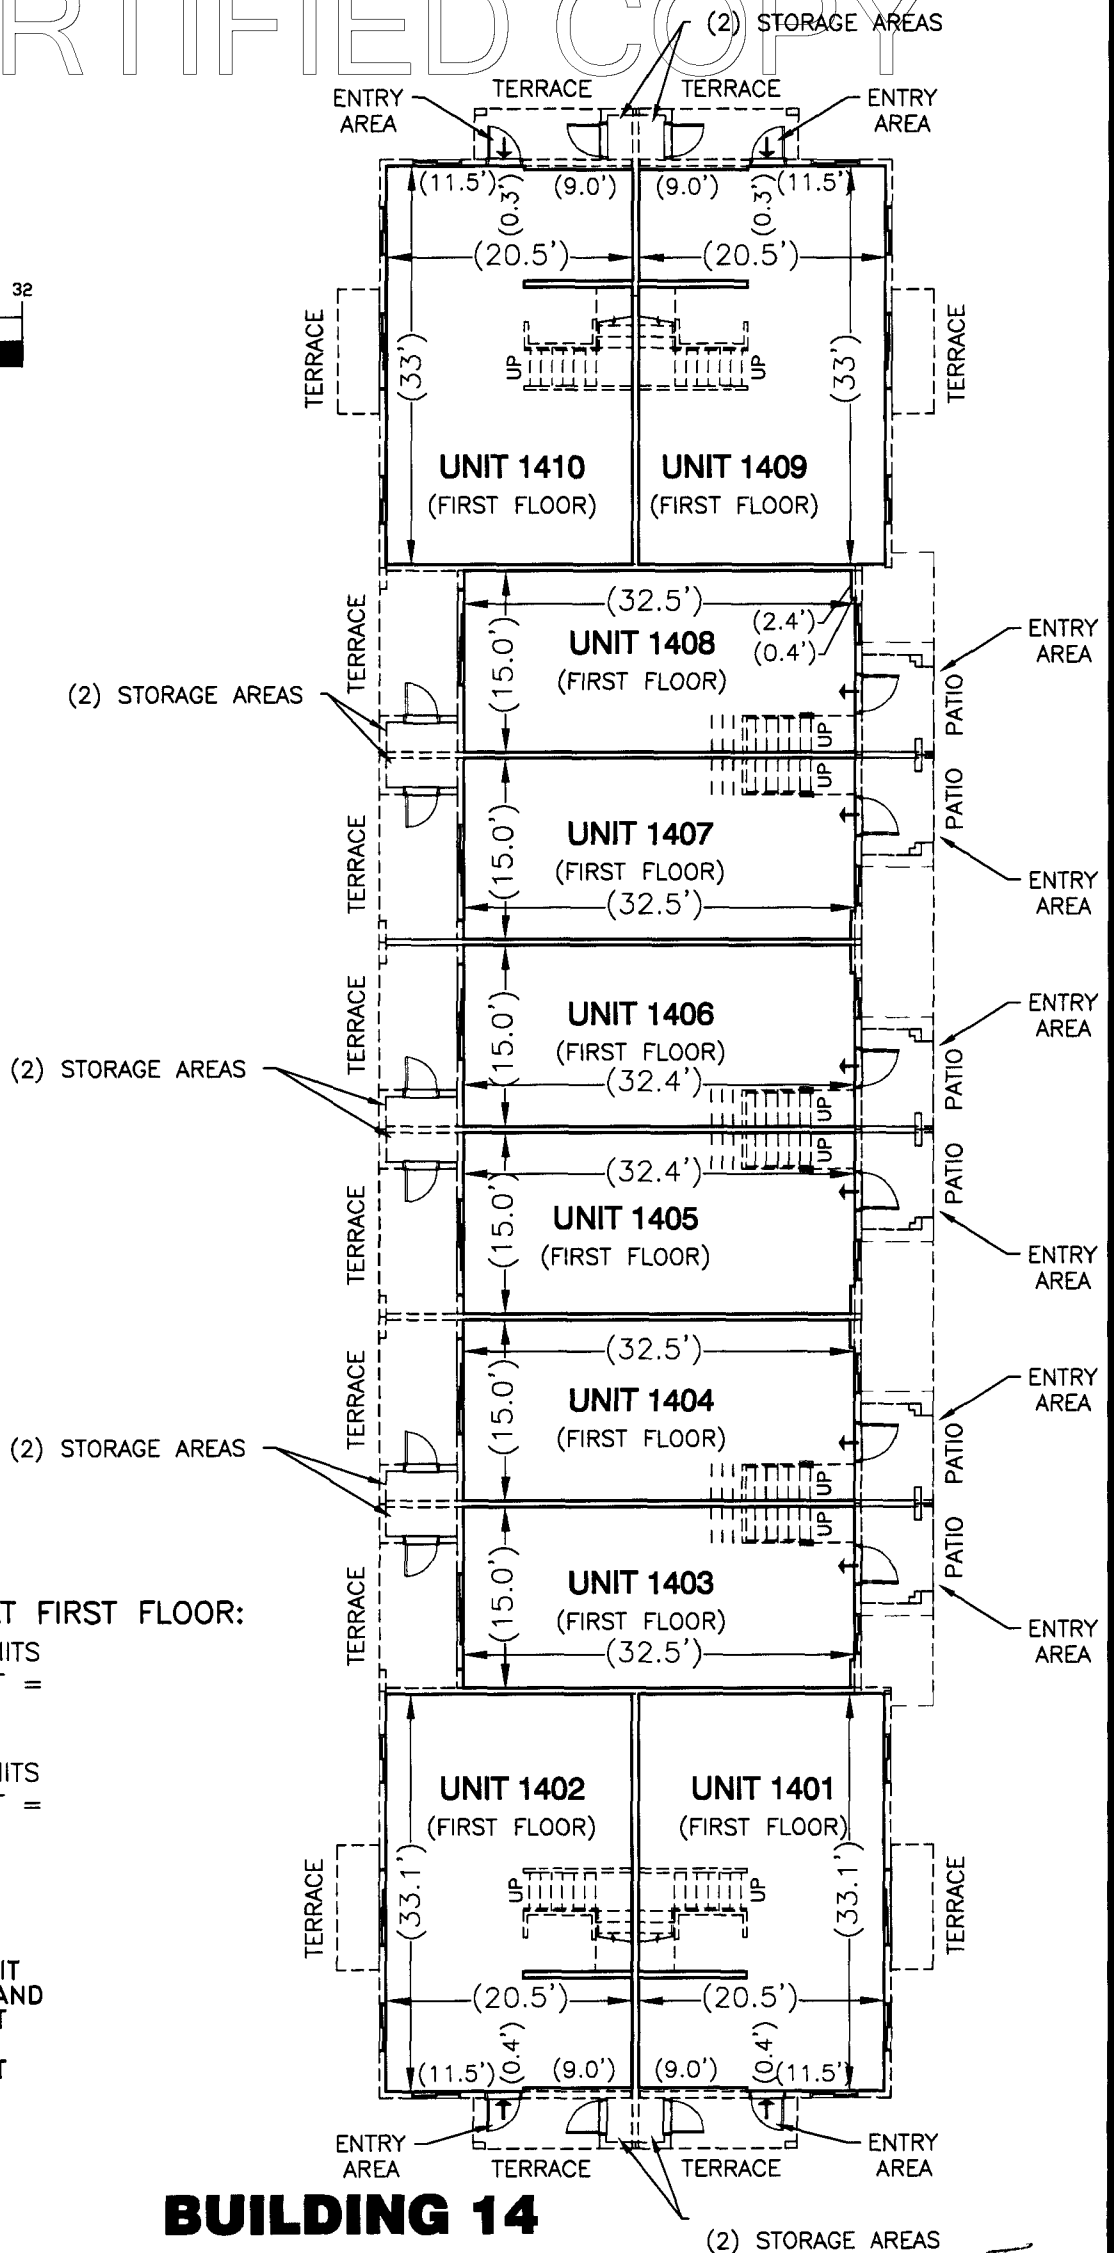 RTIFIED COPY
(2) STORAGE AREAS
TERRACE TERRACE
ENTRY AREA
ENTRY AREA
(11.5') (0.3') (9.0') (9.0') (0.3') (11.5')
(20.5') (20.5')
32
TERRACE (33') UP UP (33') TERRACE
UNIT 1410 UNIT 1409
(FIRST FLOOR) (FIRST FLOOR)
(32.5')
(2.4')
(0.4')
TERRACE (15.0')
UNIT 1408
(FIRST FLOOR)
ENTRY
AREA
(2) STORAGE AREAS
UP PATIO
UP PATIO
TERRACE (15.0')
UNIT 1407
(FIRST FLOOR)
(32.5')
ENTRY
AREA
TERRACE (15.0')
UNIT 1406
(FIRST FLOOR)
(32.4')
ENTRY
AREA
(2) STORAGE AREAS
UP PATIO
UP PATIO
(32.4')
TERRACE (15.0')
UNIT 1405
(FIRST FLOOR)
ENTRY
AREA
(32.5')
TERRACE (15.0')
UNIT 1404
(FIRST FLOOR)
ENTRY
AREA
(2) STORAGE AREAS
UP PATIO
UP PATIO
TERRACE (15.0')
UNIT 1403
(FIRST FLOOR)
(32.5')
ENTRY
AREA
T FIRST FLOOR:
ITS
=
ITS
=
UNIT 1402 UNIT 1401
(FIRST FLOOR) (FIRST FLOOR)
TERRACE (33.1') UP UP (33.1') TERRACE
IT
AND
T
T
(20.5') (20.5')
(11.5') (0.4') (9.0') (9.0') (0.4') (11.5')
ENTRY AREA
ENTRY AREA
TERRACE TERRACE
BUILDING 14
(2) STORAGE AREAS